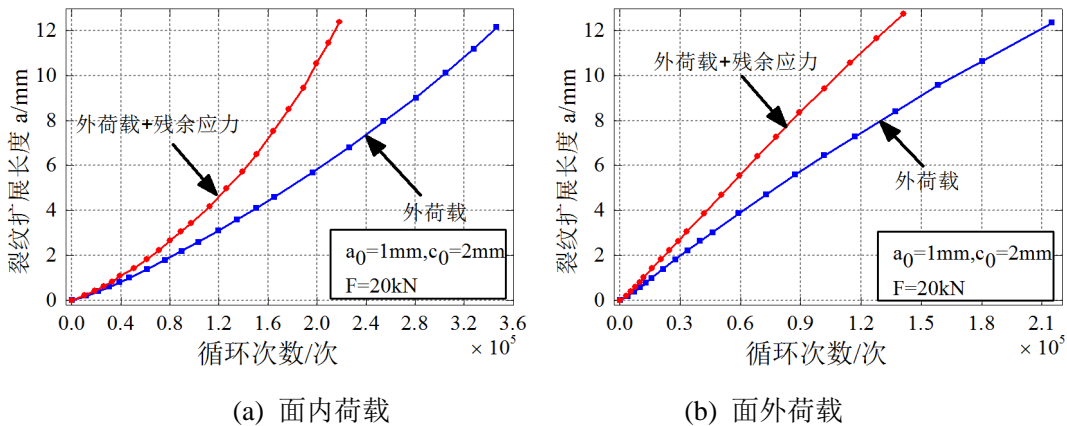 裂纹扩展长度 a/mm
12
10
8
6
4
2
0
外荷载+残余应力
外荷载
a0=1mm,c0=2mm
F=20kN
0.0 0.4 0.8 1.2 1.6 2.0 2.4 2.8 3.2 3.6
循环次数/次
× 10^5
(a) 面内荷载
裂纹扩展长度 a/mm
12
10
8
6
4
2
0
外荷载+残余应力
外荷载
a0=1mm,c0=2mm
F=20kN
0.0 0.3 0.6 0.9 1.2 1.5 1.8 2.1
循环次数/次
× 10^5
(b) 面外荷载